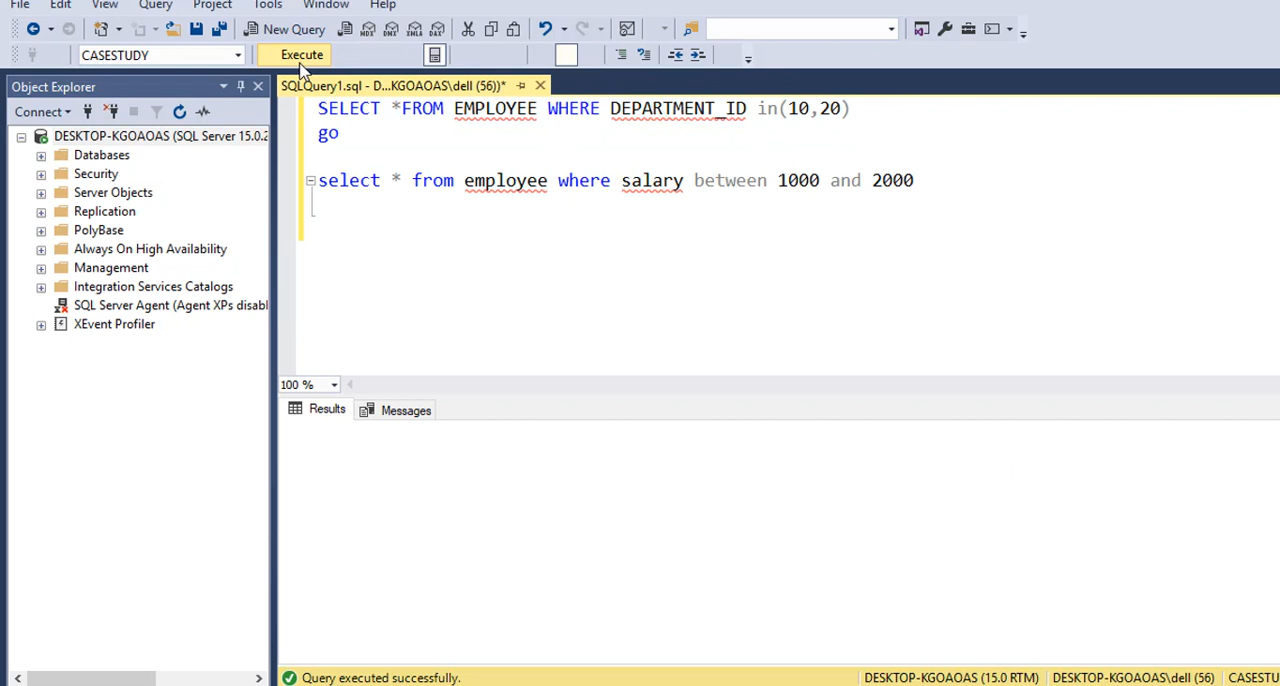 File Edit View Query Project Tools Window Help
New Query MDX DMX XMLA DAX
CASESTUDY Execute
Object Explorer
SQLQuery1.sql - D...KGOAOAS\dell (56))*
Connect
DESKTOP-KGOAOAS (SQL Server 15.0.2
Databases
Security
Server Objects
Replication
PolyBase
Always On High Availability
Management
Integration Services Catalogs
SQL Server Agent (Agent XPs disabl
XEvent Profiler
SELECT *FROM EMPLOYEE WHERE DEPARTMENT_ID in(10,20)
go
select * from employee where salary between 1000 and 2000
100 %
Results Messages
Query executed successfully. DESKTOP-KGOAOAS (15.0 RTM) DESKTOP-KGOAOAS\dell (56) CASESTU